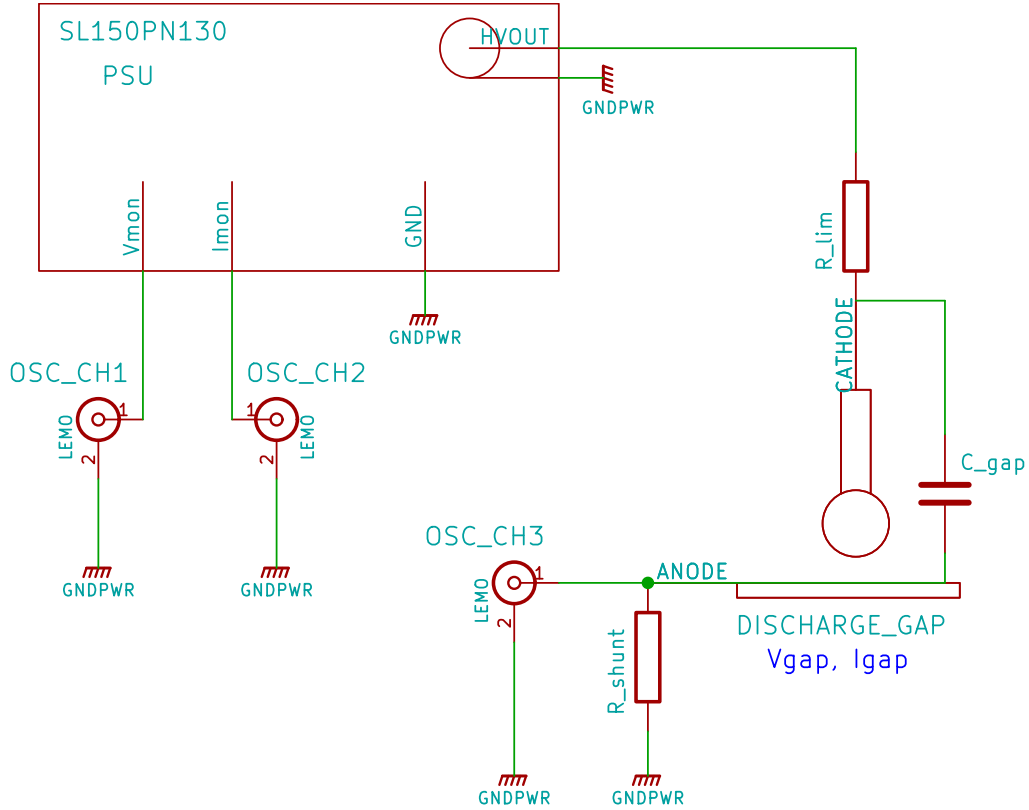 SL150PN130
HVOUT
PSU
GNDPWR
Vmon
Imon
GND
R_lim
GNDPWR
CATHODE
OSC_CH1
OSC_CH2
1
1
LEMO
LEMO
2
2
C_gap
OSC_CH3
ANODE
1
GNDPWR
GNDPWR
LEMO
2
DISCHARGE_GAP
R_shunt
Vgap, Igap
GNDPWR
GNDPWR